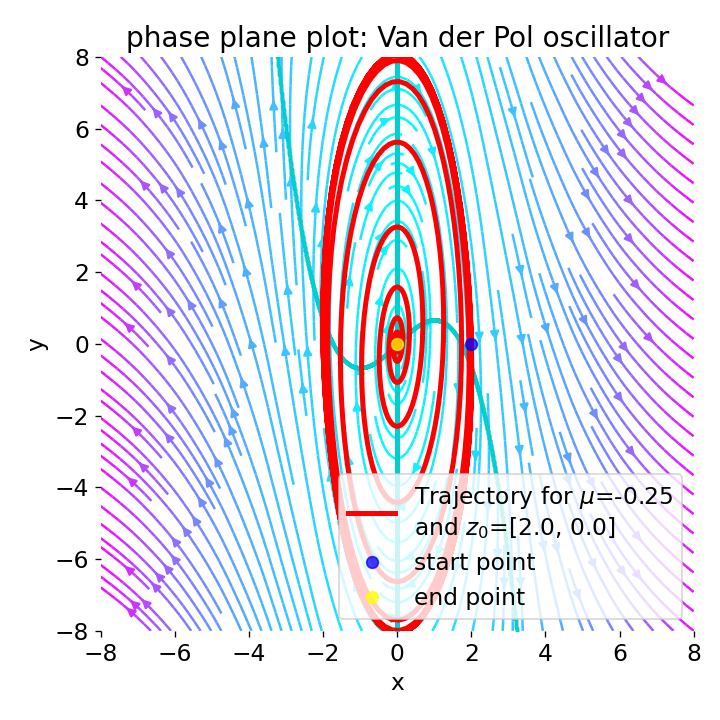 phase plane plot: Van der Pol oscillator
8
6
4
2
0
−2
−4
−6
−8
y
Trajectory for μ=-0.25
and z₀=[2.0, 0.0]
start point
end point
−8 −6 −4 −2 0 2 4 6 8
x